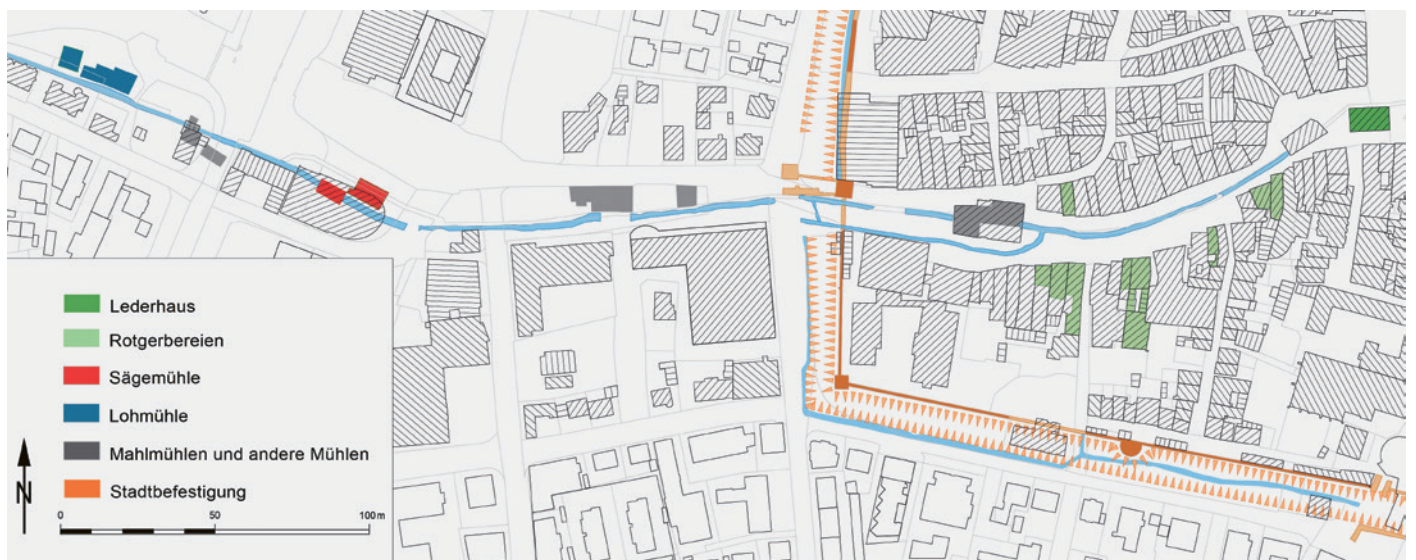 Lederhaus
Rotgerbereien
Sägemühle
Lohmühle
Mahlmühlen und andere Mühlen
Stadtbefestigung
N
0 50 100 m